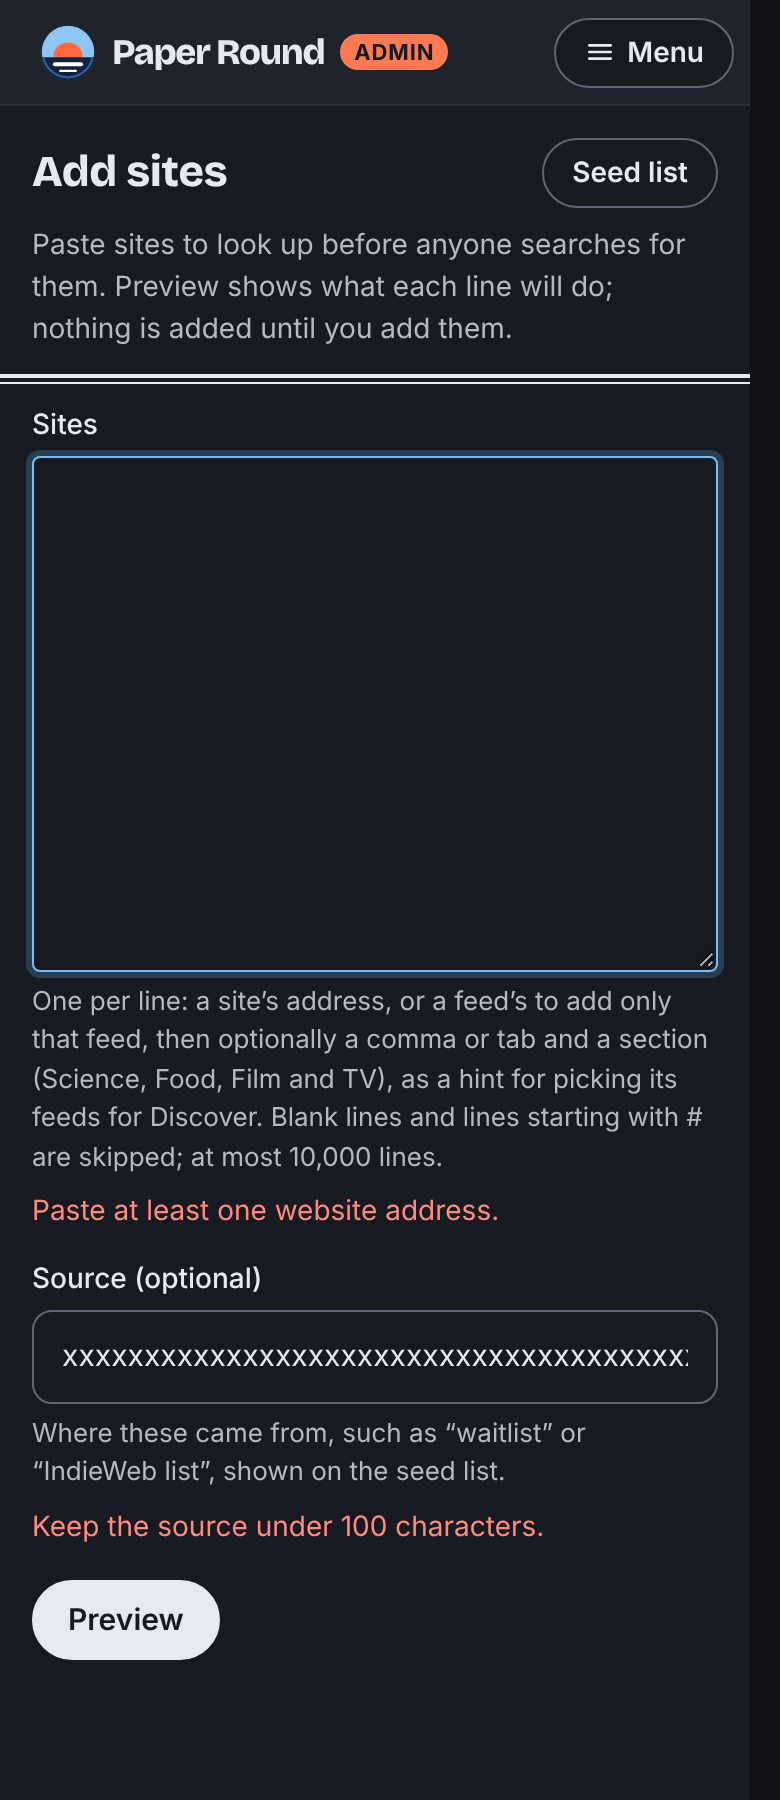 Paper Round ADMIN Menu
Add sites Seed list
Paste sites to look up before anyone searches for
them. Preview shows what each line will do;
nothing is added until you add them.
Sites
One per line: a site’s address, or a feed’s to add only
that feed, then optionally a comma or tab and a section
(Science, Food, Film and TV), as a hint for picking its
feeds for Discover. Blank lines and lines starting with #
are skipped; at most 10,000 lines.
Paste at least one website address.
Source (optional)
xxxxxxxxxxxxxxxxxxxxxxxxxxxxxxxxxxxxxx
Where these came from, such as “waitlist” or
“IndieWeb list”, shown on the seed list.
Keep the source under 100 characters.
Preview